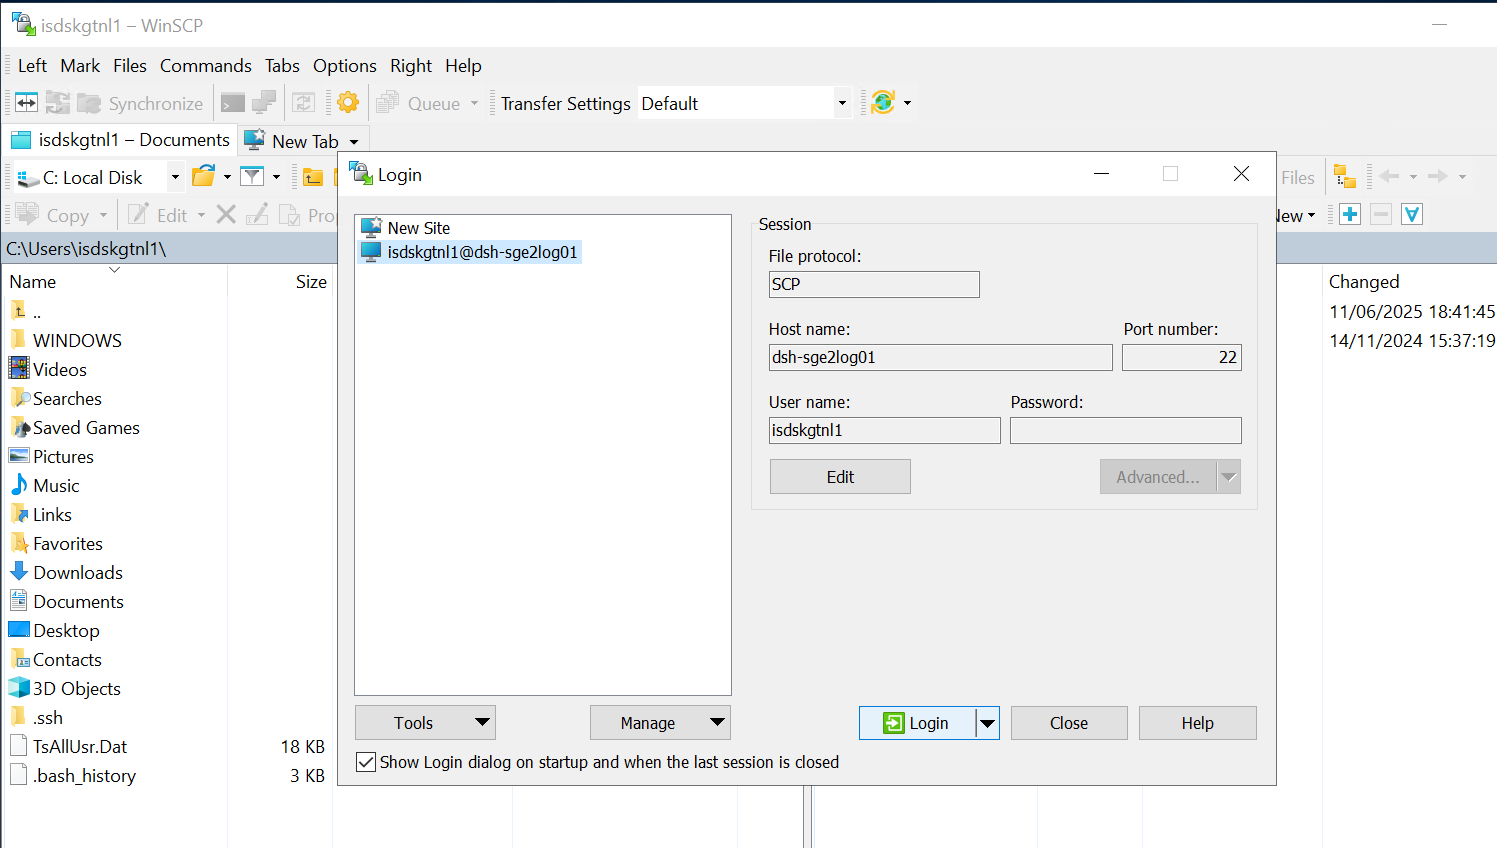 isdskgtnl1 – WinSCP
Left Mark Files Commands Tabs Options Right Help
Synchronize Queue Transfer Settings Default
isdskgtnl1 – Documents New Tab
C: Local Disk Files
Copy Edit New
C:\Users\isdskgtnl1\
Name Size Changed
..
11/06/2025 18:41:45
WINDOWS
14/11/2024 15:37:19
Videos
Searches
Saved Games
Pictures
Music
Links
Favorites
Downloads
Documents
Desktop
Contacts
3D Objects
.ssh
TsAllUsr.Dat 18 KB
.bash_history 3 KB
Login
New Site
isdskgtnl1@dsh-sge2log01
Session
File protocol:
SCP
Host name: Port number:
dsh-sge2log01 22
User name: Password:
isdskgtnl1
Edit Advanced...
Tools Manage Login Close Help
Show Login dialog on startup and when the last session is closed